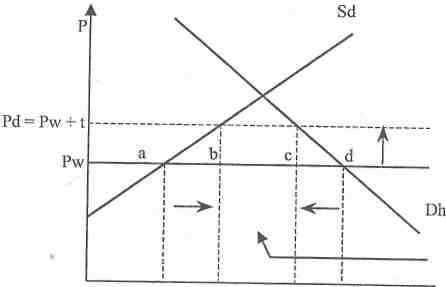 Sd
P
Pd = Pw + t
a b c d
Pw
Dh